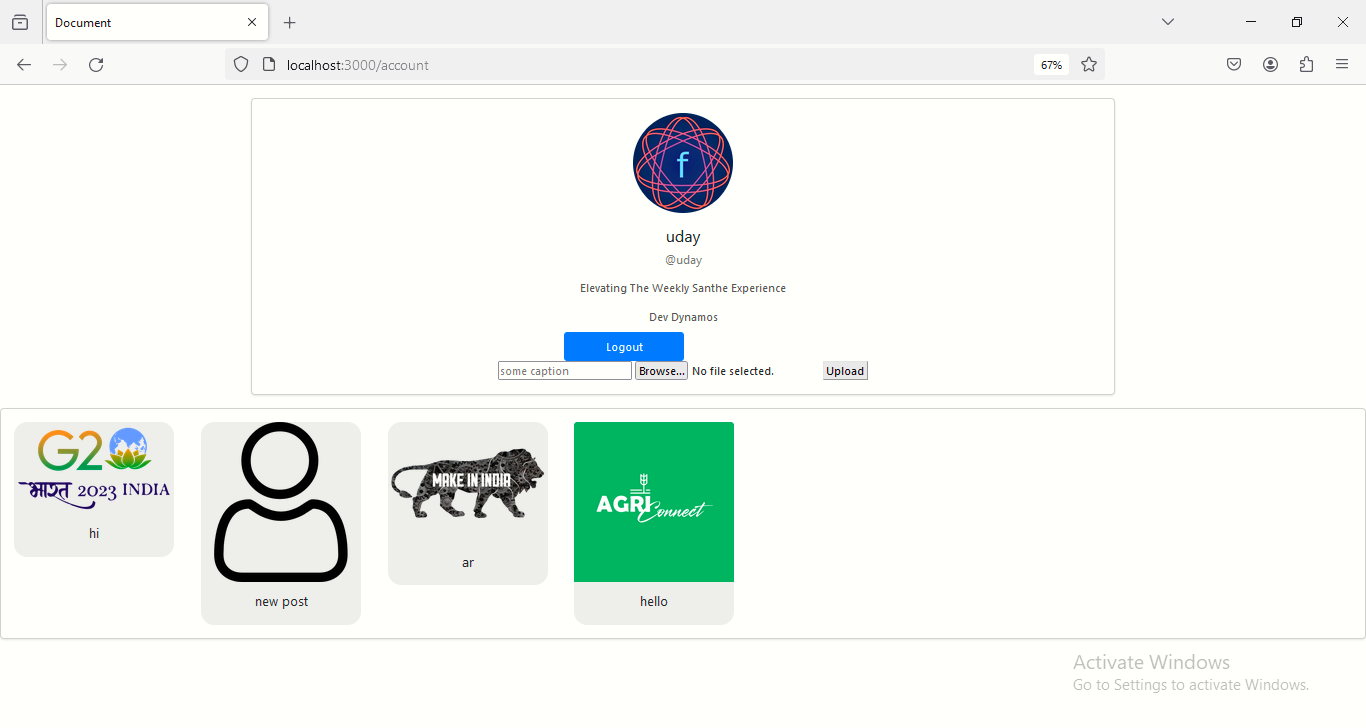 Document
localhost:3000/account
67%
f
uday
@uday
Elevating The Weekly Santhe Experience
Dev Dynamos
Logout
some caption Browse... No file selected. Upload
G20
भारत 2023 INDIA
hi
new post
MAKE IN INDIA
ar
AGRI Connect
hello
Activate Windows
Go to Settings to activate Windows.